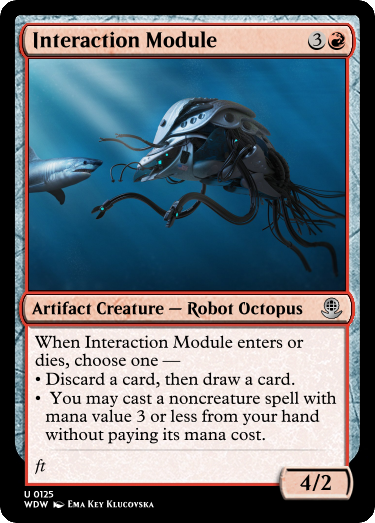 Interaction Module 3
Artifact Creature — Robot Octopus
When Interaction Module enters or
dies, choose one —
• Discard a card, then draw a card.
• You may cast a noncreature spell with
mana value 3 or less from your hand
without paying its mana cost.
ft
4/2
U 0125
WDW Ema Key Klucovska